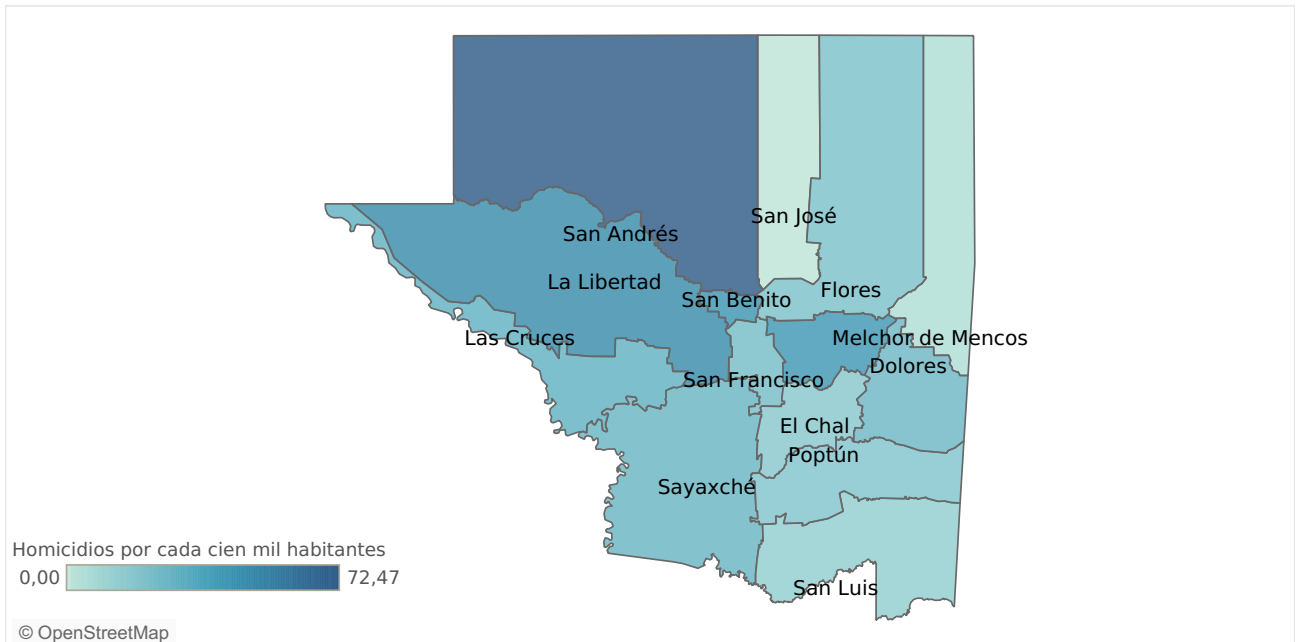 San José
San Andrés
La Libertad
Flores
San Benito
Las Cruces
Melchor de Mencos
Dolores
San Francisco
El Chal
Poptún
Sayaxché
San Luis
Homicidios por cada cien mil habitantes
0,00
72,47
© OpenStreetMap